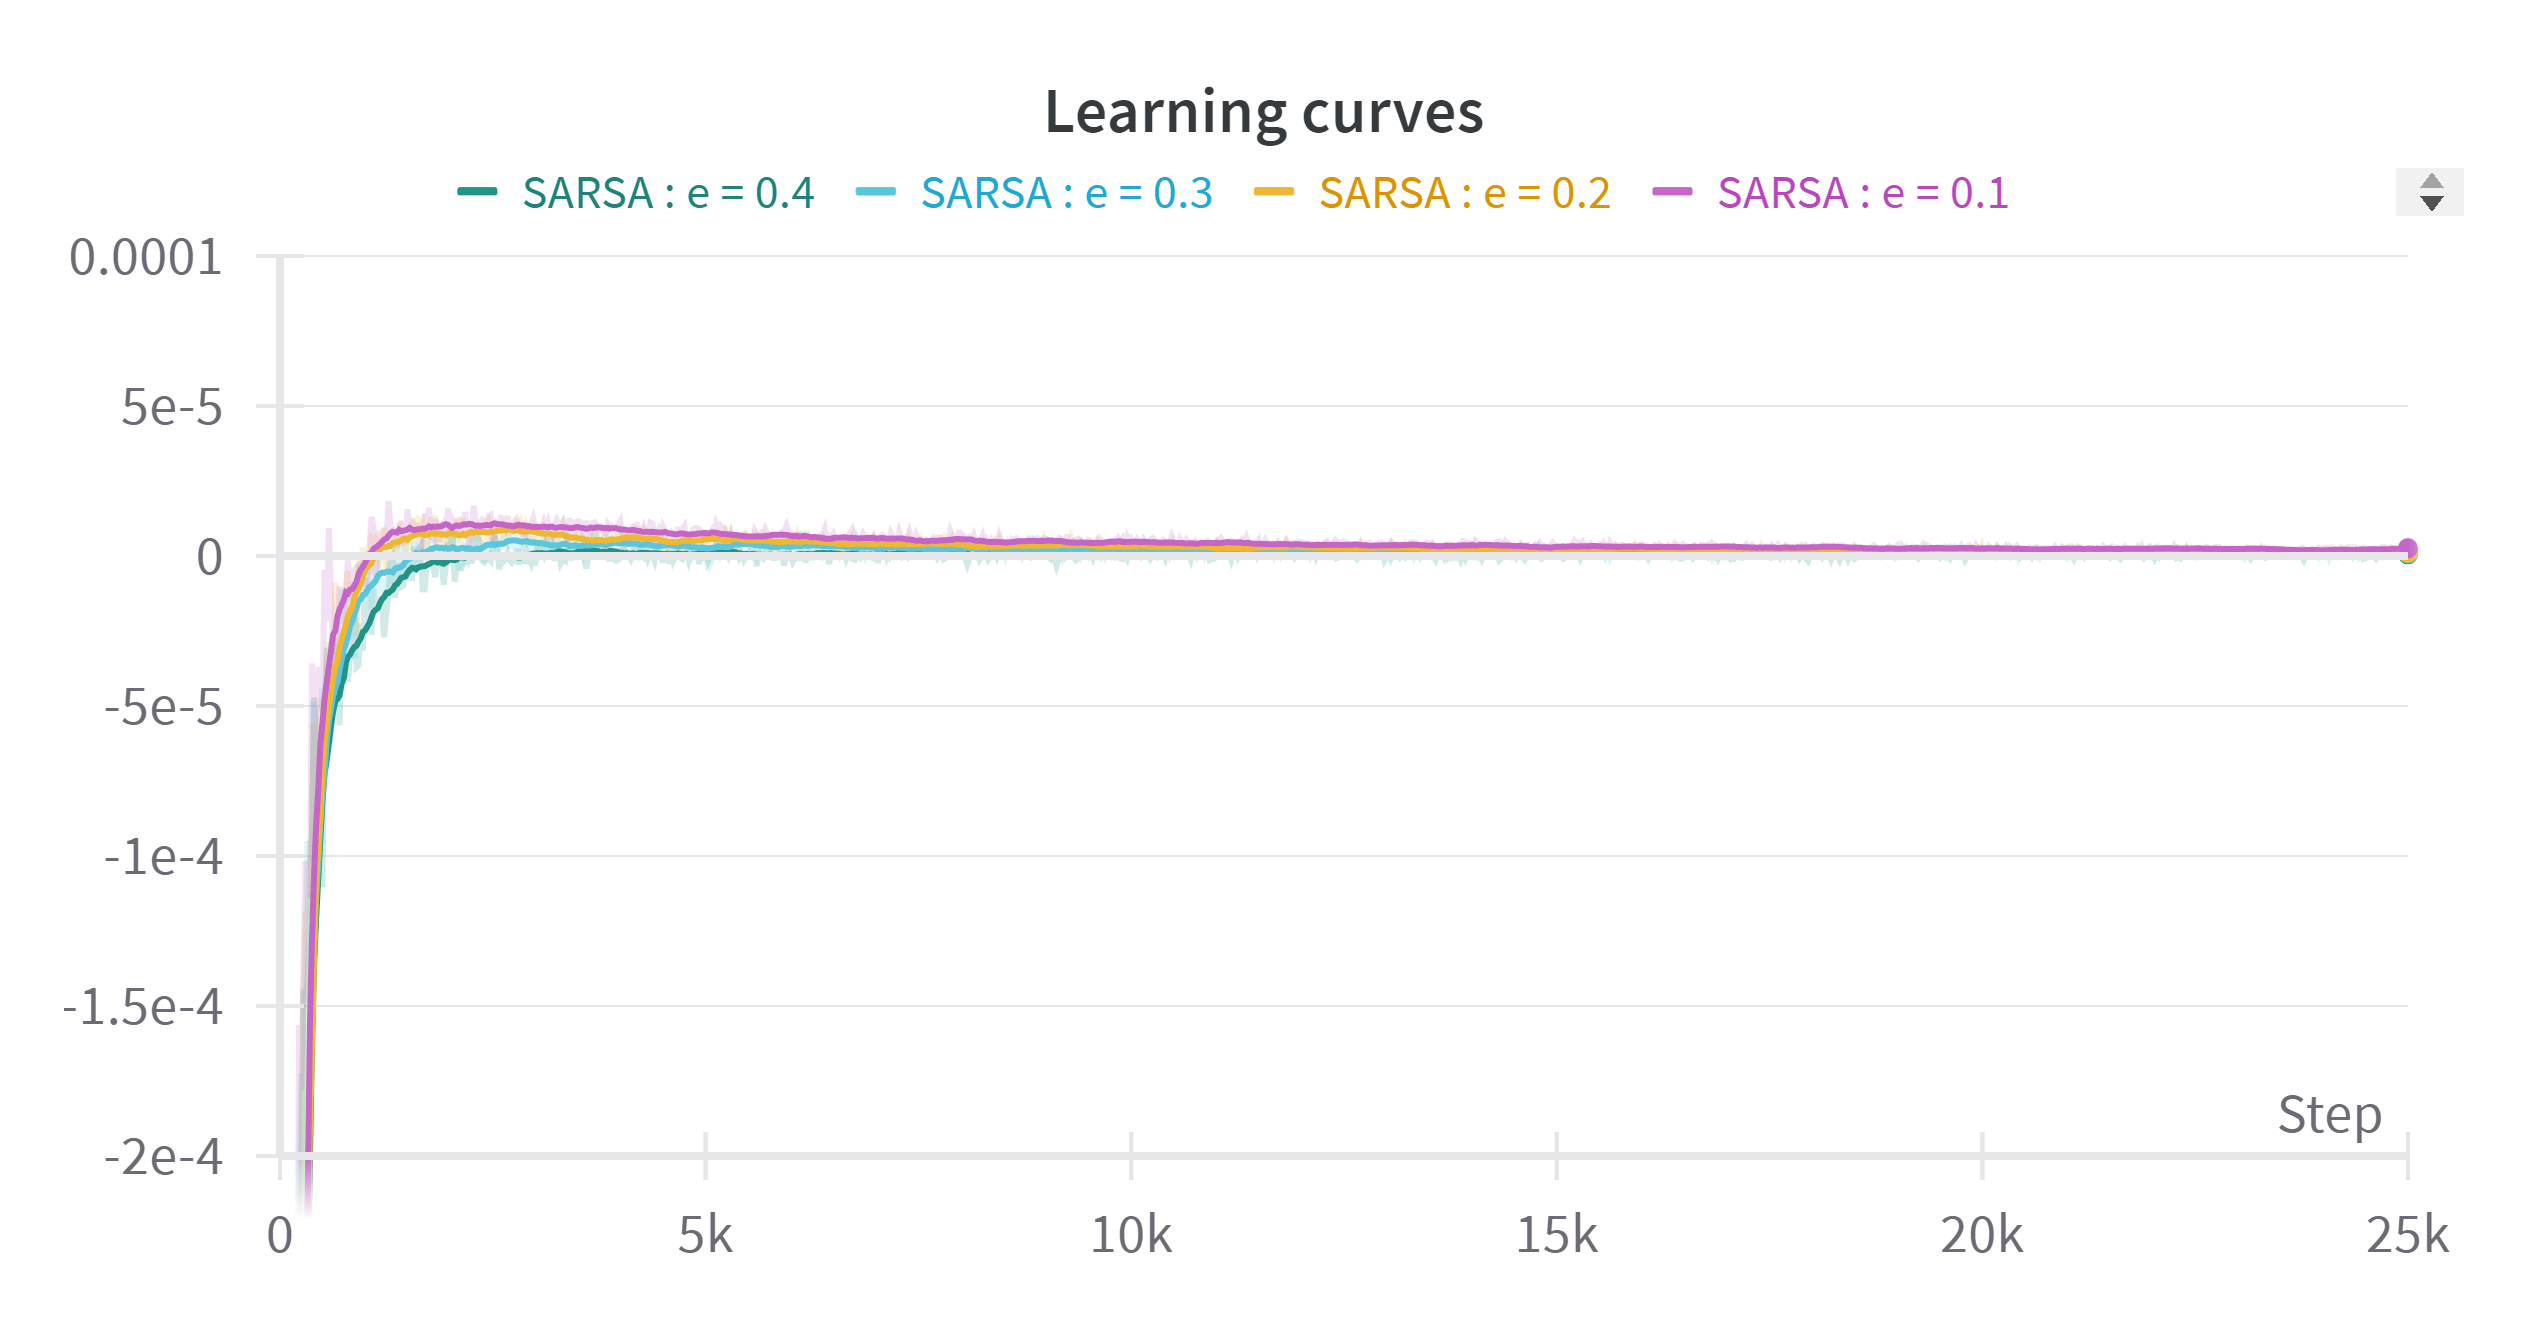 Learning curves
SARSA : e = 0.4 SARSA : e = 0.3 SARSA : e = 0.2 SARSA : e = 0.1
0.0001
5e-5
0
-5e-5
-1e-4
-1.5e-4
Step
-2e-4
0 5k 10k 15k 20k 25k